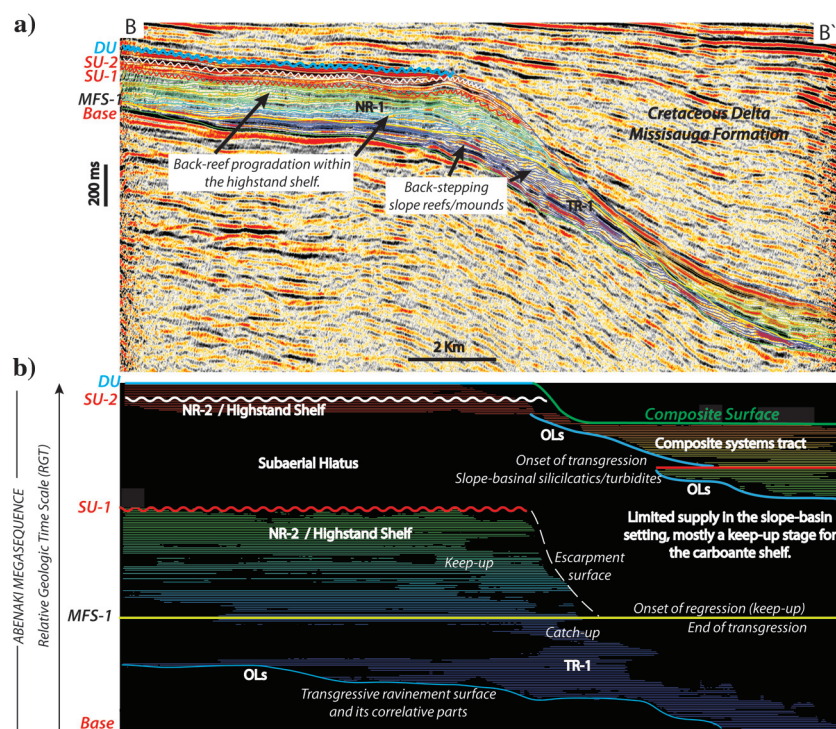 a)
B
B`
DU
SU-2
SU-1
MFS-1
Base
200 ms
NR-1
Cretaceous Delta
Missisauga Formation
Back-reef progradation within
the highstand shelf.
Back-stepping
slope reefs/mounds
TR-1
2 Km
b)
ABENAKI MEGASEQUENCE
Relative Geologic Time Scale (RGT)
DU
SU-2
NR-2 / Highstand Shelf
Composite Surface
OLs
Composite systems tract
Subaerial Hiatus
Onset of transgression
Slope-basinal silicilcatics/turbidites
OLs
SU-1
NR-2 / Highstand Shelf
Limited supply in the slope-basin
setting, mostly a keep-up stage for
the carboante shelf.
Keep-up
Escarpment
surface
MFS-1
Onset of regression (keep-up)
End of transgression
Catch-up
TR-1
OLs
Transgressive ravinement surface
and its correlative parts
Base